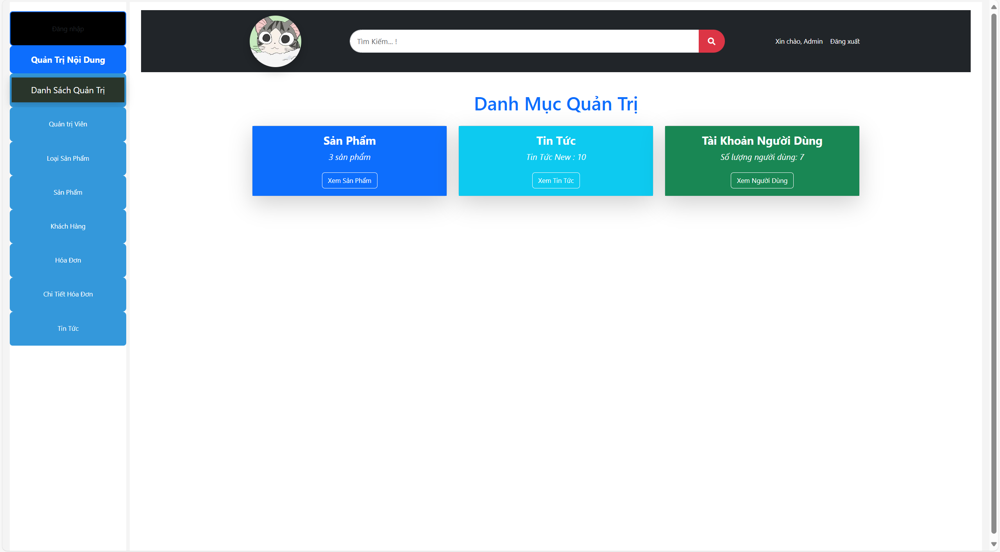 Đăng nhập
Quản Trị Nội Dung
Danh Sách Quản Trị
Quản trị Viên
Loại Sản Phẩm
Sản Phẩm
Khách Hàng
Hóa Đơn
Chi Tiết Hóa Đơn
Tin Tức
Tìm Kiếm... !
Xin chào, Admin Đăng xuất
Danh Mục Quản Trị
Sản Phẩm
3 sản phẩm
Xem Sản Phẩm
Tin Tức
Tin Tức New : 10
Xem Tin Tức
Tài Khoản Người Dùng
Số lượng người dùng: 7
Xem Người Dùng